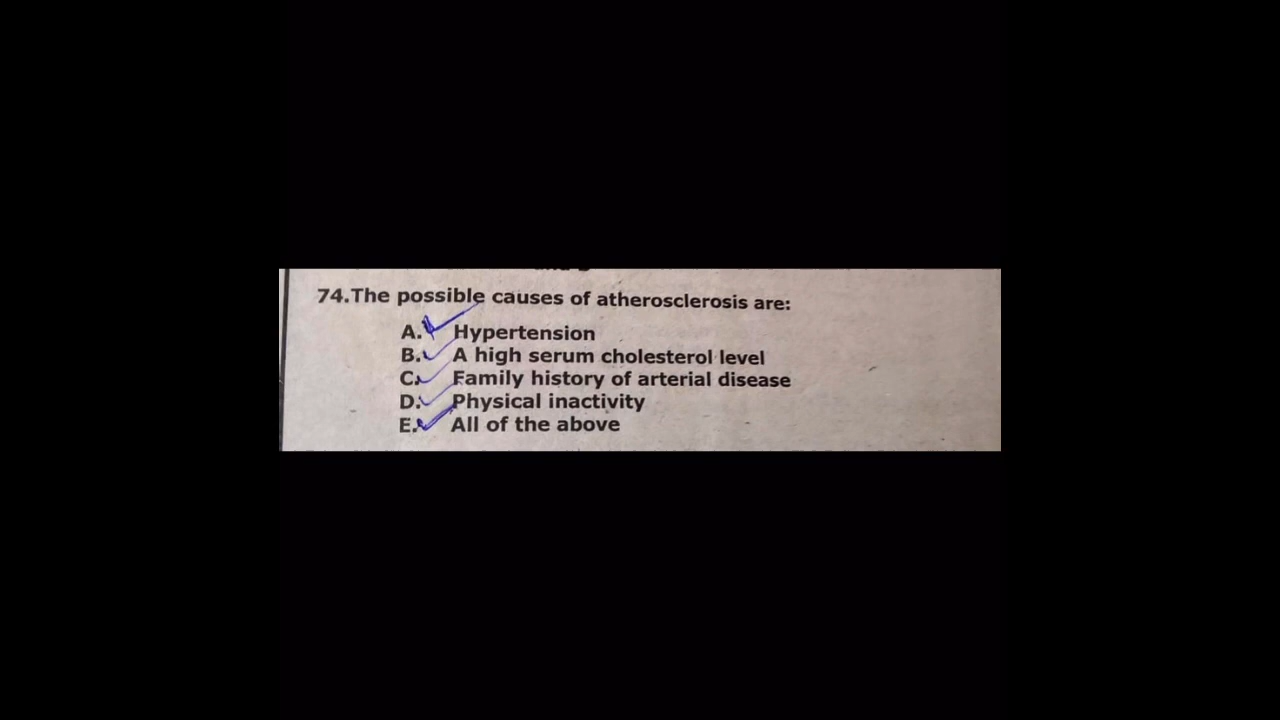 74.The possible causes of atherosclerosis are:
A. Hypertension
B. A high serum cholesterol level
C. Family history of arterial disease
D. Physical inactivity
E. All of the above